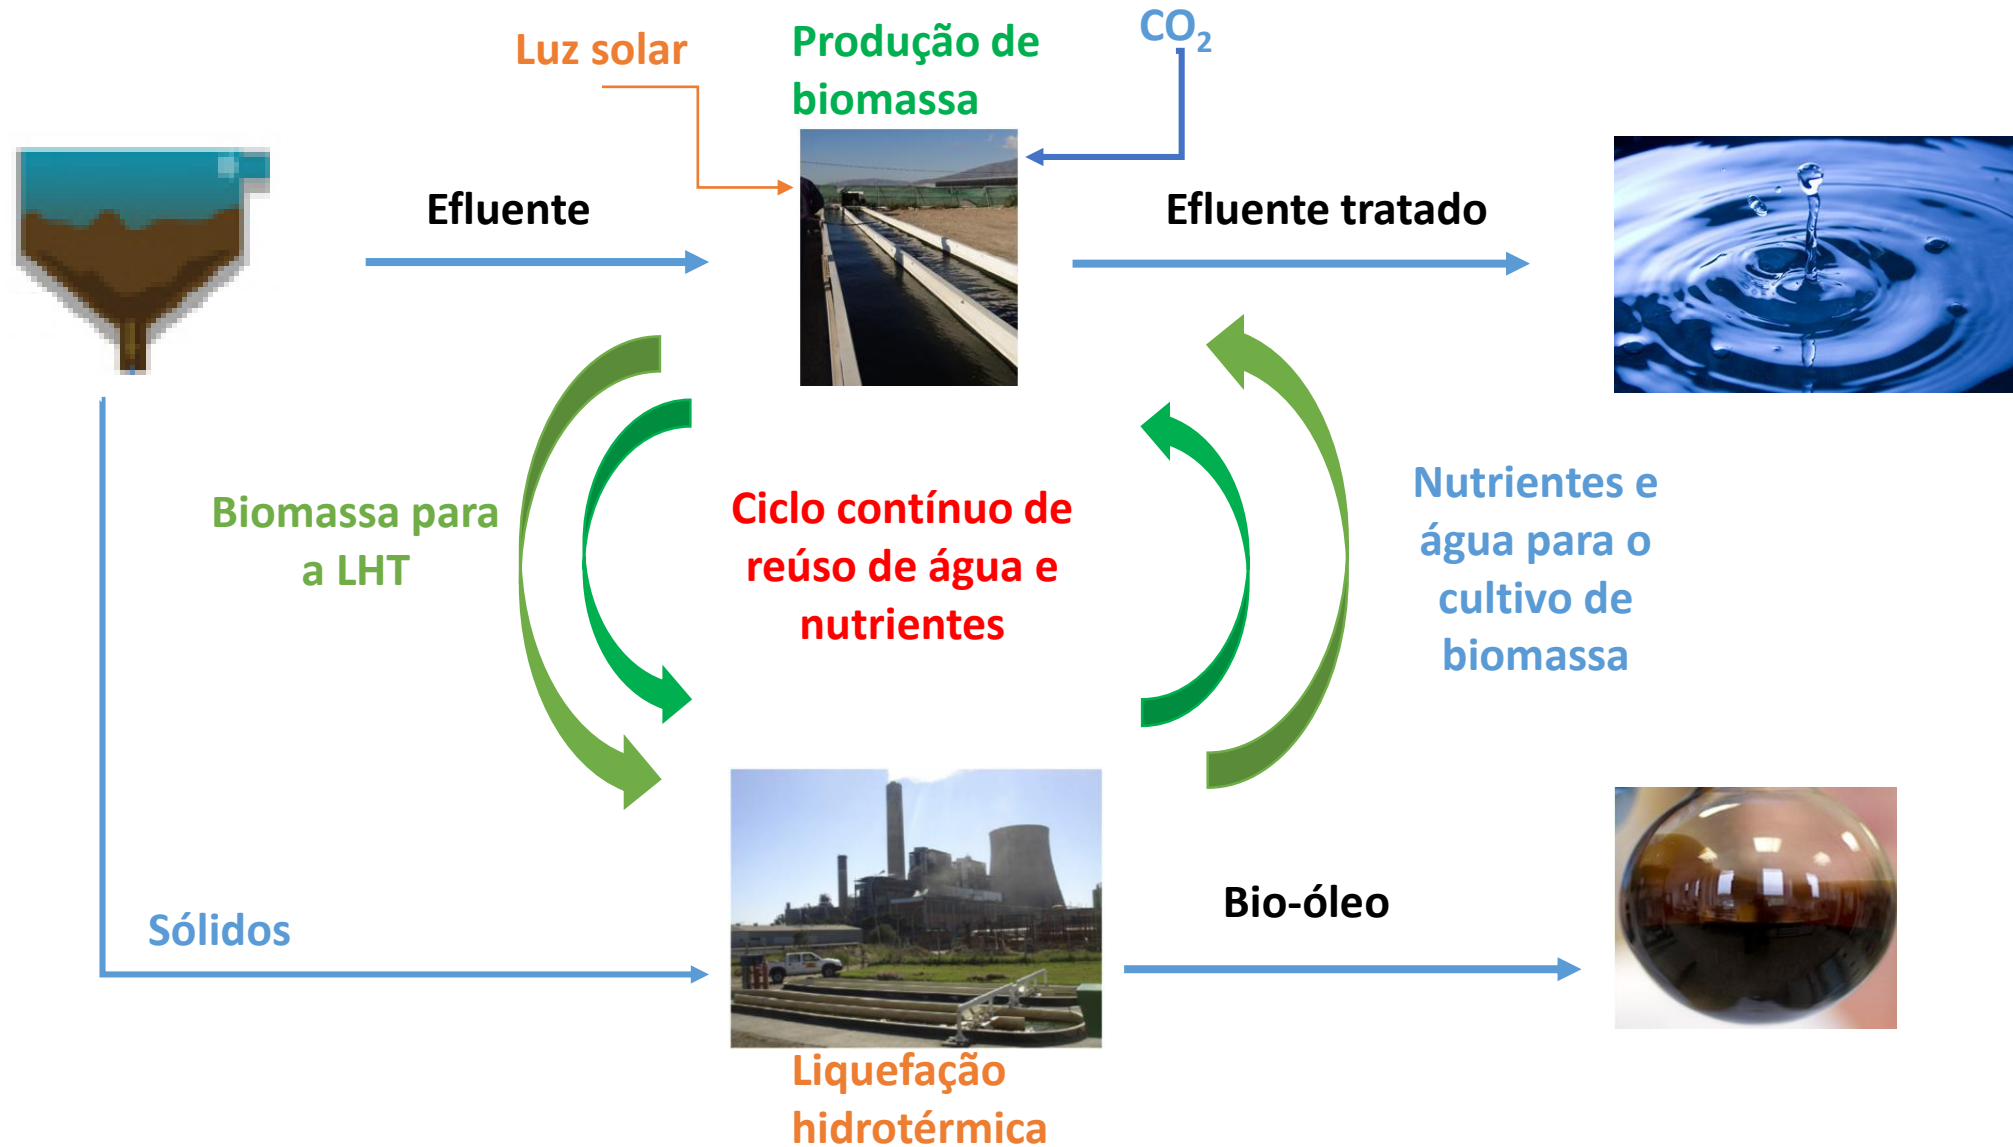 Luz solar
Produção de
biomassa
CO₂
Efluente
Efluente tratado
Biomassa para
a LHT
Ciclo contínuo de
reúso de água e
nutrientes
Nutrientes e
água para o
cultivo de
biomassa
Sólidos
Bio-óleo
Liquefação
hidrotérmica